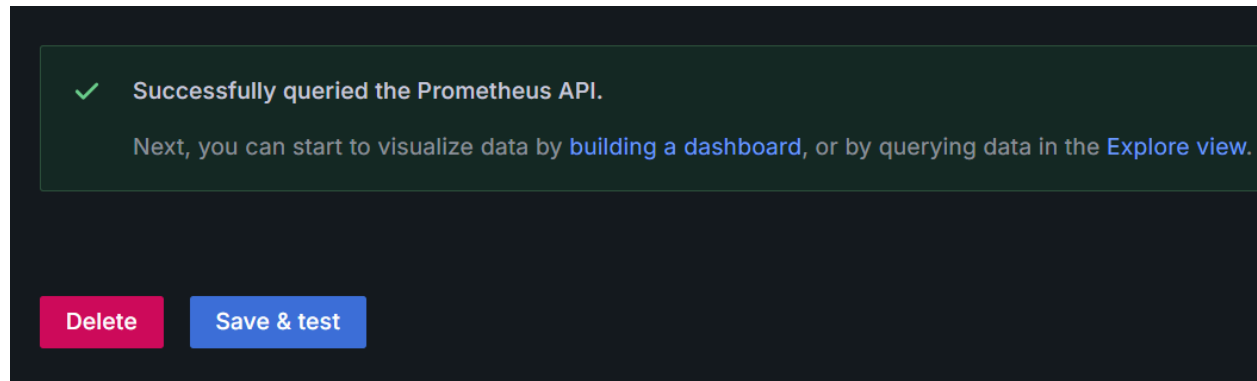 Successfully queried the Prometheus API.
Next, you can start to visualize data by building a dashboard, or by querying data in the Explore view.
Delete
Save & test